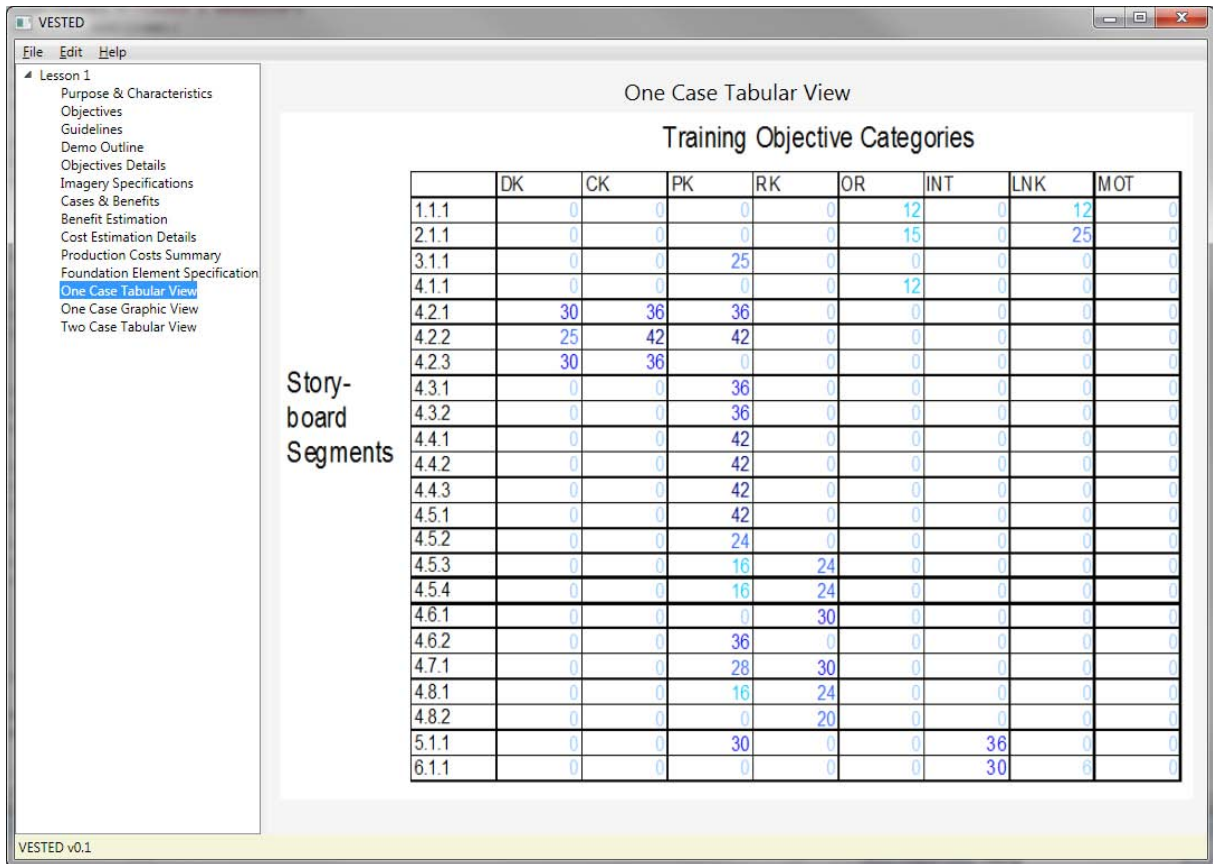 VESTED
File Edit Help
Lesson 1
Purpose & Characteristics
Objectives
Guidelines
Demo Outline
Objectives Details
Imagery Specifications
Cases & Benefits
Benefit Estimation
Cost Estimation Details
Production Costs Summary
Foundation Element Specification
One Case Tabular View
One Case Graphic View
Two Case Tabular View
One Case Tabular View
Training Objective Categories
Story-
board
Segments
DK CK PK RK OR INT LNK MOT
1.1.1 0 0 0 0 12 0 12 0
2.1.1 0 0 0 0 15 0 25 0
3.1.1 0 0 25 0 0 0 0 0
4.1.1 0 0 0 0 12 0 0 0
4.2.1 30 36 36 0 0 0 0 0
4.2.2 25 42 42 0 0 0 0 0
4.2.3 30 36 0 0 0 0 0 0
4.3.1 0 0 36 0 0 0 0 0
4.3.2 0 0 36 0 0 0 0 0
4.4.1 0 0 42 0 0 0 0 0
4.4.2 0 0 42 0 0 0 0 0
4.4.3 0 0 42 0 0 0 0 0
4.5.1 0 0 42 0 0 0 0 0
4.5.2 0 0 24 0 0 0 0 0
4.5.3 0 0 16 24 0 0 0 0
4.5.4 0 0 16 24 0 0 0 0
4.6.1 0 0 0 30 0 0 0 0
4.6.2 0 0 36 0 0 0 0 0
4.7.1 0 0 28 30 0 0 0 0
4.8.1 0 0 16 24 0 0 0 0
4.8.2 0 0 0 20 0 0 0 0
5.1.1 0 0 30 0 0 36 0 0
6.1.1 0 0 0 0 0 30 6 0
VESTED v0.1